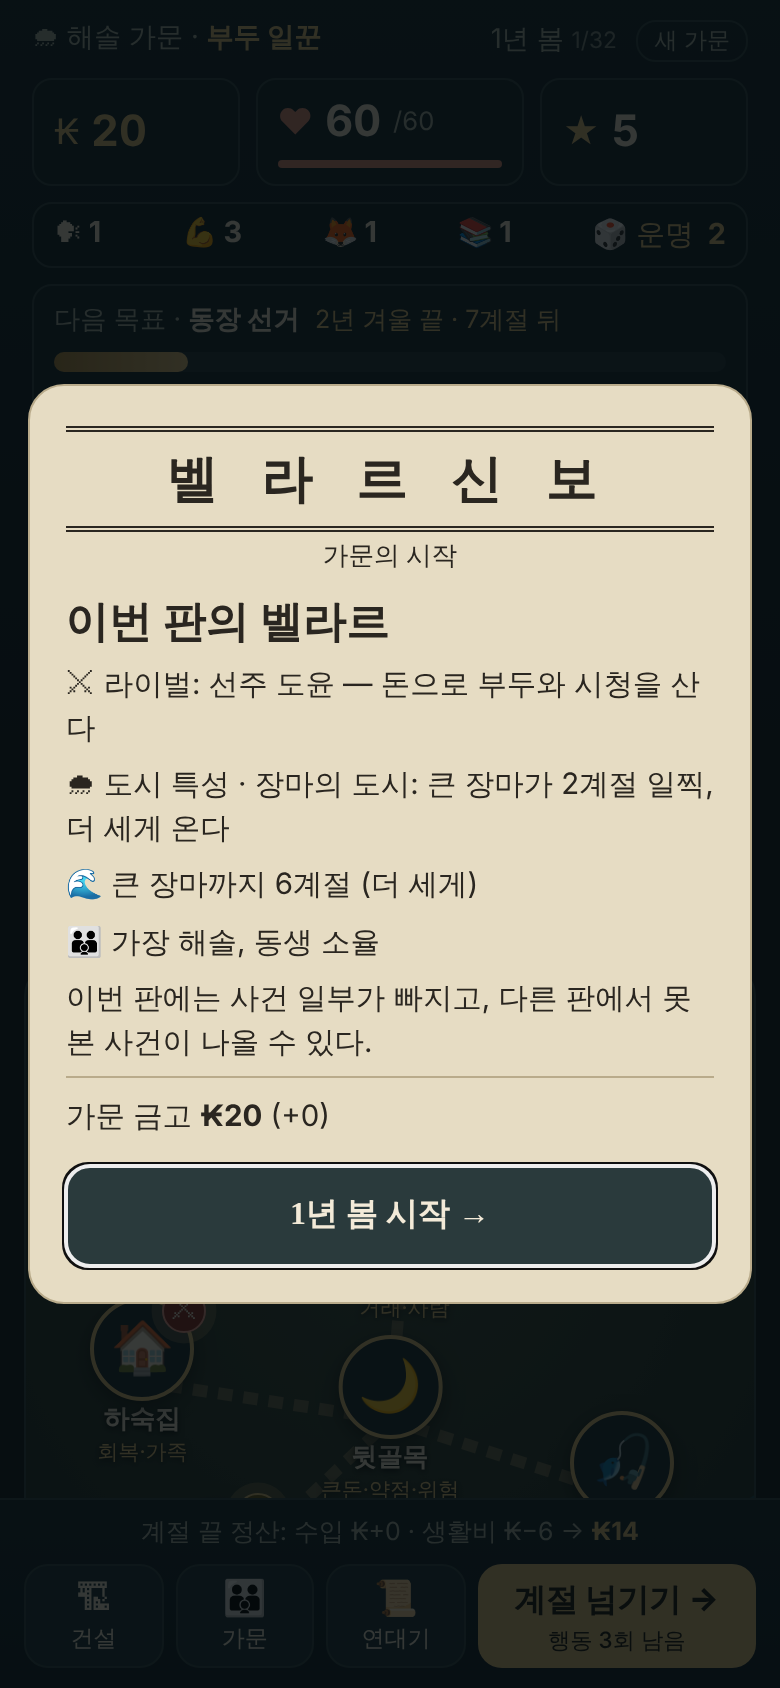 해솔 가문 · 부두 일꾼 1년 봄 1/32 새 가문
₭ 20 60 /60 ★ 5
1 3 1 1 운명 2
다음 목표 · 동장 선거 2년 겨울 끝 · 7계절 뒤
벨라르신보
가문의 시작
이번 판의 벨라르
⚔ 라이벌: 선주 도윤 — 돈으로 부두와 시청을 산
다
🌧 도시 특성 · 장마의 도시: 큰 장마가 2계절 일찍,
더 세게 온다
🌊 큰 장마까지 6계절 (더 세게)
👪 가장 해솔, 동생 소율
이번 판에는 사건 일부가 빠지고, 다른 판에서 못
본 사건이 나올 수 있다.
가문 금고 ₭20 (+0)
1년 봄 시작 →
거래·사람
하숙집
회복·가족
뒷골목
큰돈·약점·위험
계절 끝 정산: 수입 ₭+0 · 생활비 ₭−6 → ₭14
건설 가문 연대기 계절 넘기기 →
행동 3회 남음